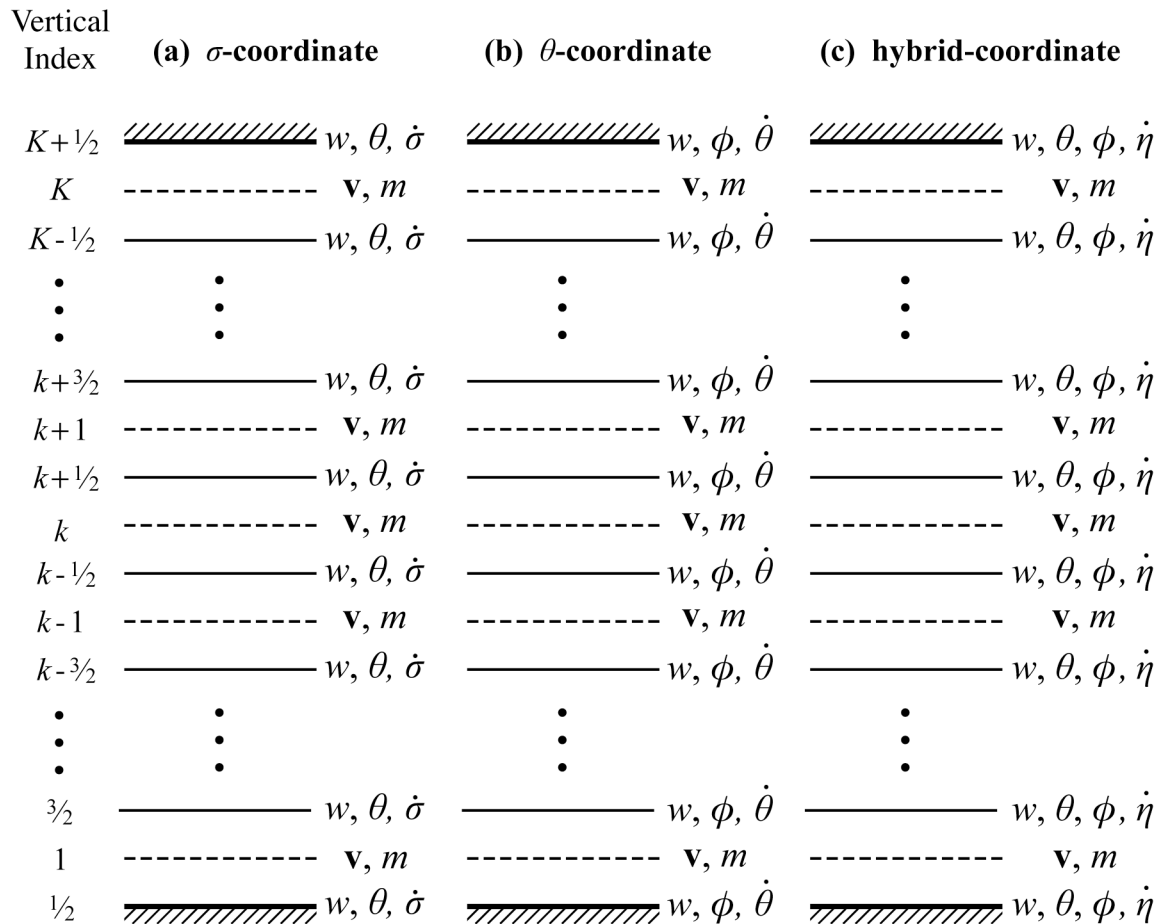 Vertical
Index
(a) σ-coordinate (b) θ-coordinate (c) hybrid-coordinate
K+½ w, θ, σ̇ w, ϕ, θ̇ w, θ, ϕ, η̇
K v, m v, m v, m
K-½ w, θ, σ̇ w, ϕ, θ̇ w, θ, ϕ, η̇
k+³⁄₂ w, θ, σ̇ w, ϕ, θ̇ w, θ, ϕ, η̇
k+1 v, m v, m v, m
k+½ w, θ, σ̇ w, ϕ, θ̇ w, θ, ϕ, η̇
k v, m v, m v, m
k-½ w, θ, σ̇ w, ϕ, θ̇ w, θ, ϕ, η̇
k-1 v, m v, m v, m
k-³⁄₂ w, θ, σ̇ w, ϕ, θ̇ w, θ, ϕ, η̇
³⁄₂ w, θ, σ̇ w, ϕ, θ̇ w, θ, ϕ, η̇
1 v, m v, m v, m
½ w, θ, σ̇ w, ϕ, θ̇ w, θ, ϕ, η̇